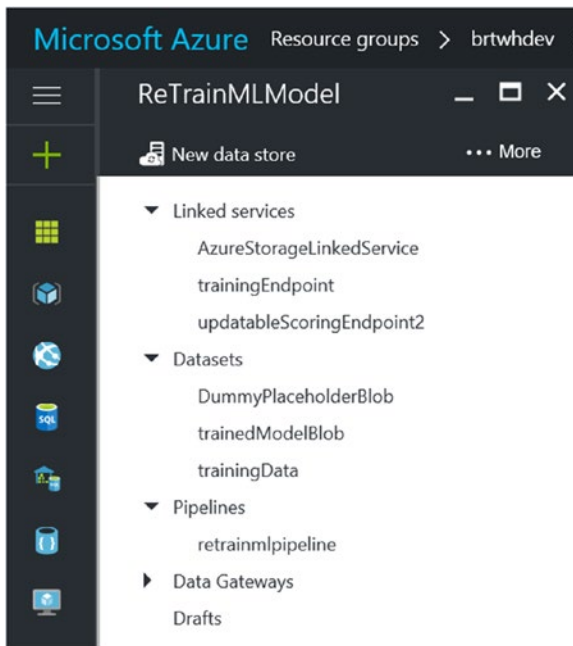 Microsoft Azure Resource groups > brtwhdev
ReTrainMLModel
New data store ••• More
Linked services
AzureStorageLinkedService
trainingEndpoint
updatableScoringEndpoint2
Datasets
DummyPlaceholderBlob
trainedModelBlob
trainingData
Pipelines
retrainmlpipeline
Data Gateways
Drafts
SQL